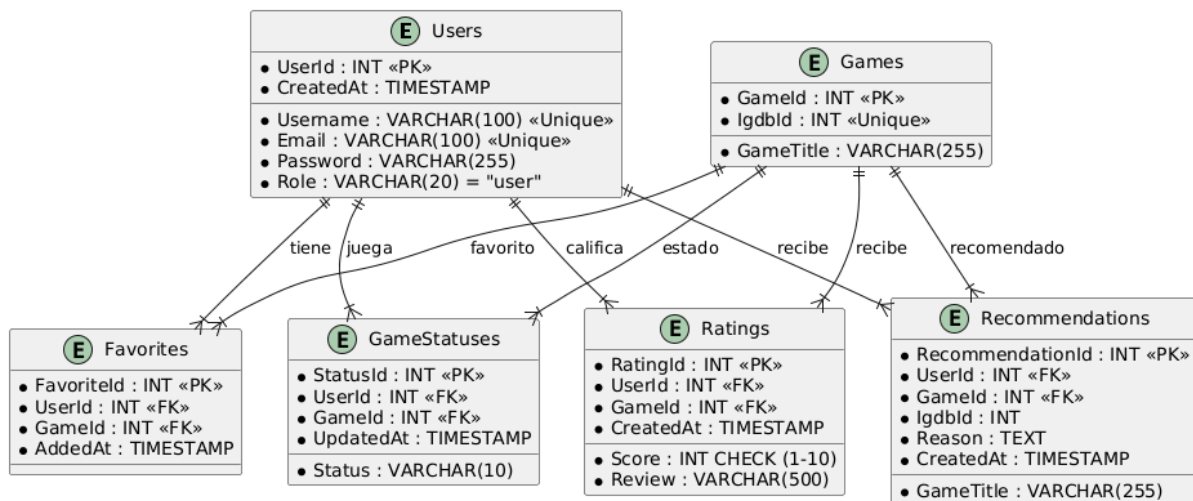 E Users
UserId : INT «PK»
CreatedAt : TIMESTAMP
Username : VARCHAR(100) «Unique»
Email : VARCHAR(100) «Unique»
Password : VARCHAR(255)
Role : VARCHAR(20) = "user"
E Games
GameId : INT «PK»
IgdbId : INT «Unique»
GameTitle : VARCHAR(255)
tiene
juega
favorito
califica
estado
recibe
recibe
recomendado
E Favorites
FavoriteId : INT «PK»
UserId : INT «FK»
GameId : INT «FK»
AddedAt : TIMESTAMP
E GameStatuses
StatusId : INT «PK»
UserId : INT «FK»
GameId : INT «FK»
UpdatedAt : TIMESTAMP
Status : VARCHAR(10)
E Ratings
RatingId : INT «PK»
UserId : INT «FK»
GameId : INT «FK»
CreatedAt : TIMESTAMP
Score : INT CHECK (1-10)
Review : VARCHAR(500)
E Recommendations
RecommendationId : INT «PK»
UserId : INT «FK»
GameId : INT «FK»
IgdbId : INT
Reason : TEXT
CreatedAt : TIMESTAMP
GameTitle : VARCHAR(255)